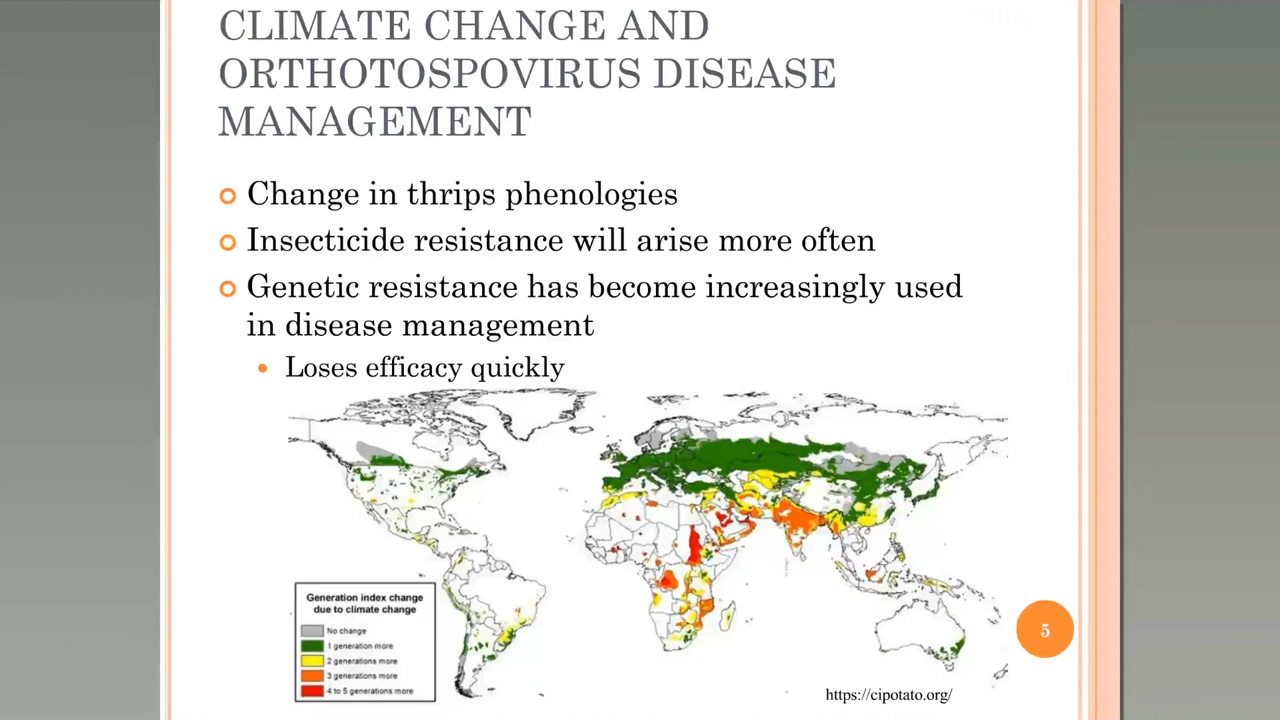 CLIMATE CHANGE AND
ORTHOTOSPOVIRUS DISEASE
MANAGEMENT
Change in thrips phenologies
Insecticide resistance will arise more often
Genetic resistance has become increasingly used
in disease management
Loses efficacy quickly
Generation index change
due to climate change
No change
1 generation more
2 generations more
3 generations more
4 to 5 generations more
5
https://cipotato.org/